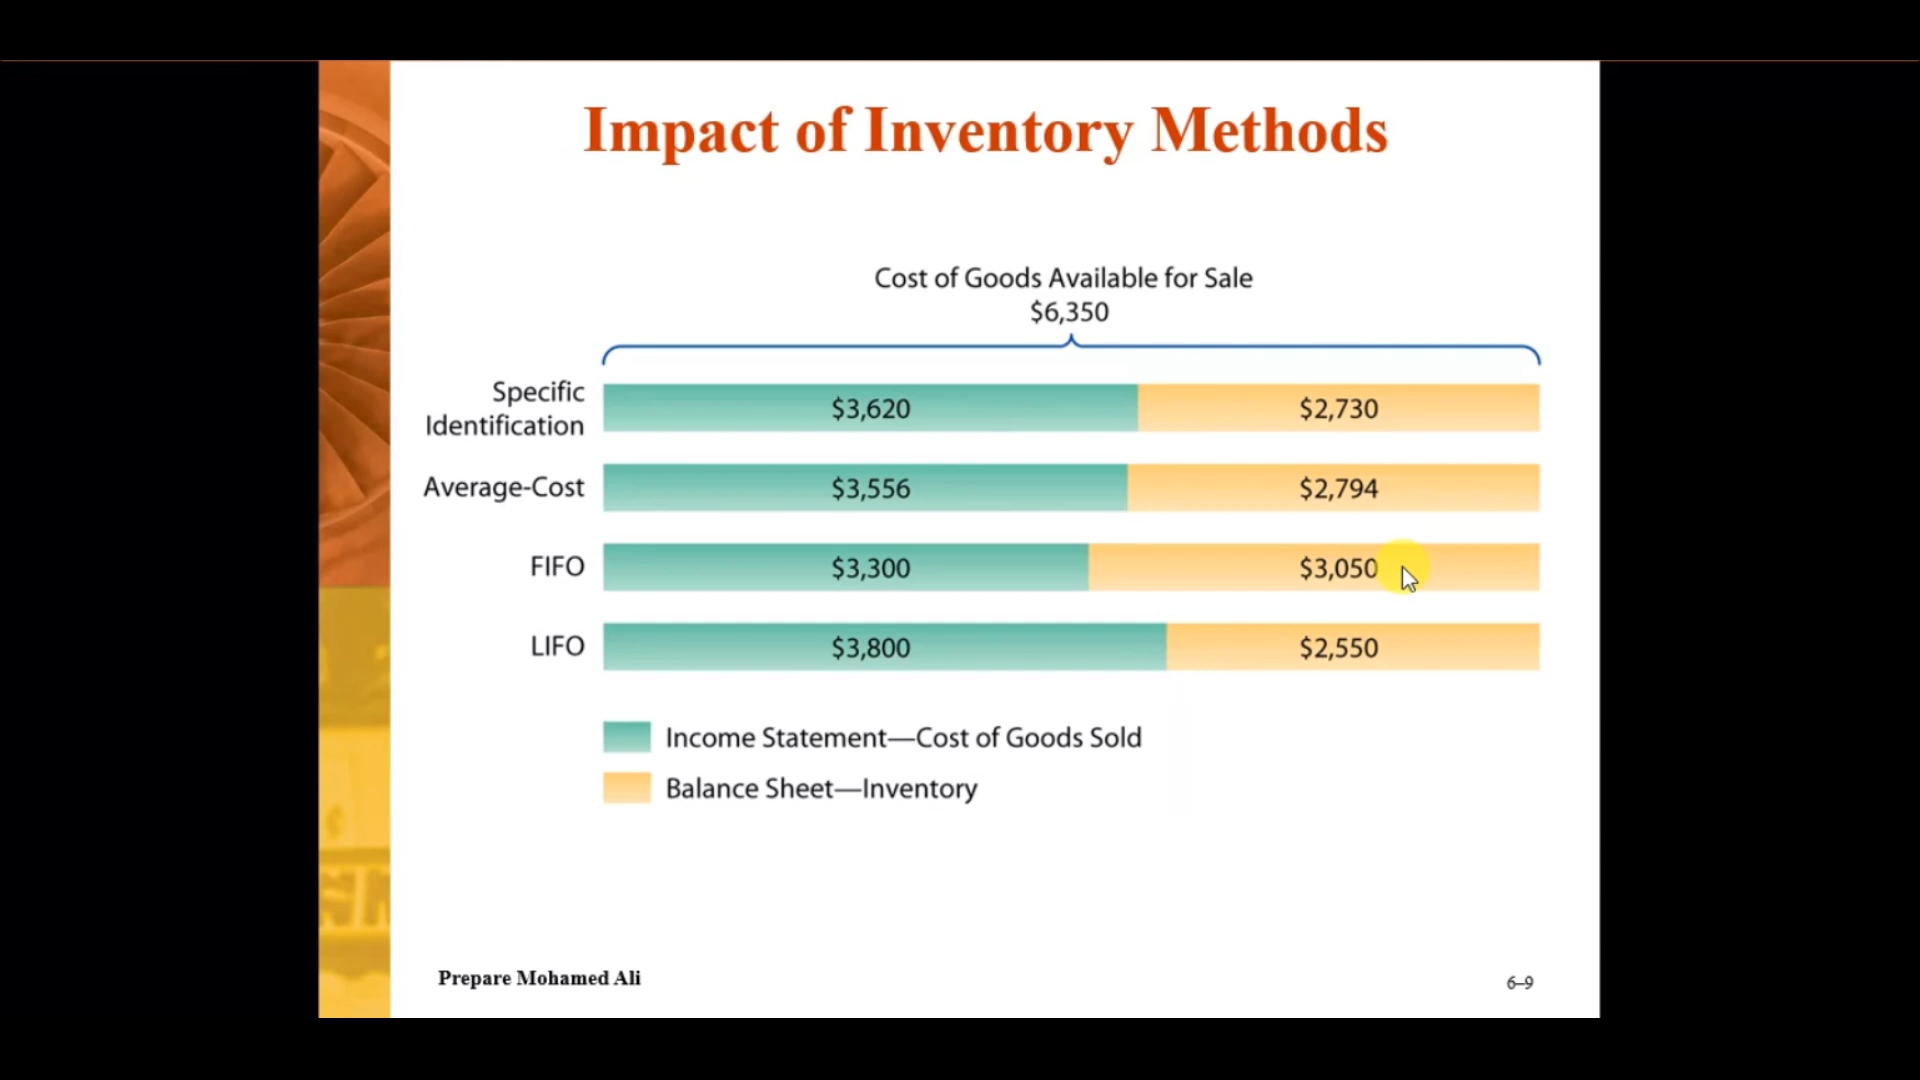 Impact of Inventory Methods
Cost of Goods Available for Sale
$6,350
Specific
Identification
$3,620 $2,730
Average-Cost $3,556 $2,794
FIFO $3,300 $3,050
LIFO $3,800 $2,550
Income Statement—Cost of Goods Sold
Balance Sheet—Inventory
Prepare Mohamed Ali
6–9